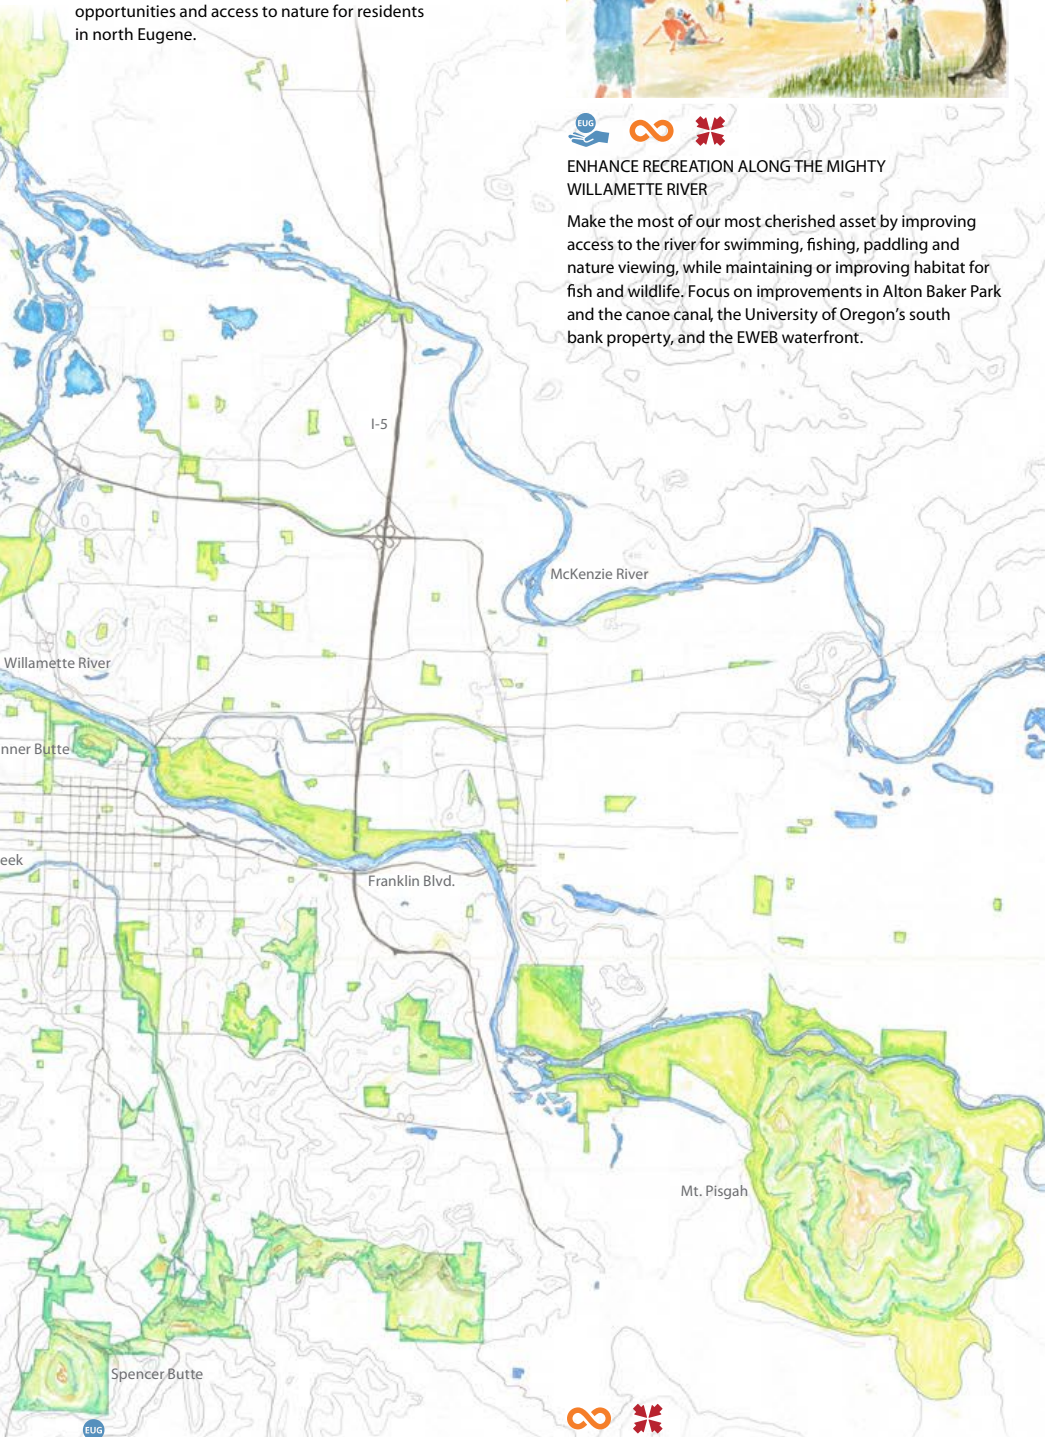 opportunities and access to nature for residents
in north Eugene.
EUG
ENHANCE RECREATION ALONG THE MIGHTY
WILLAMETTE RIVER
Make the most of our most cherished asset by improving
access to the river for swimming, fishing, paddling and
nature viewing, while maintaining or improving habitat for
fish and wildlife. Focus on improvements in Alton Baker Park
and the canoe canal, the University of Oregon's south
bank property, and the EWEB waterfront.
I-5
McKenzie River
Willamette River
nner Butte
eek
Franklin Blvd.
Mt. Pisgah
Spencer Butte
EUG